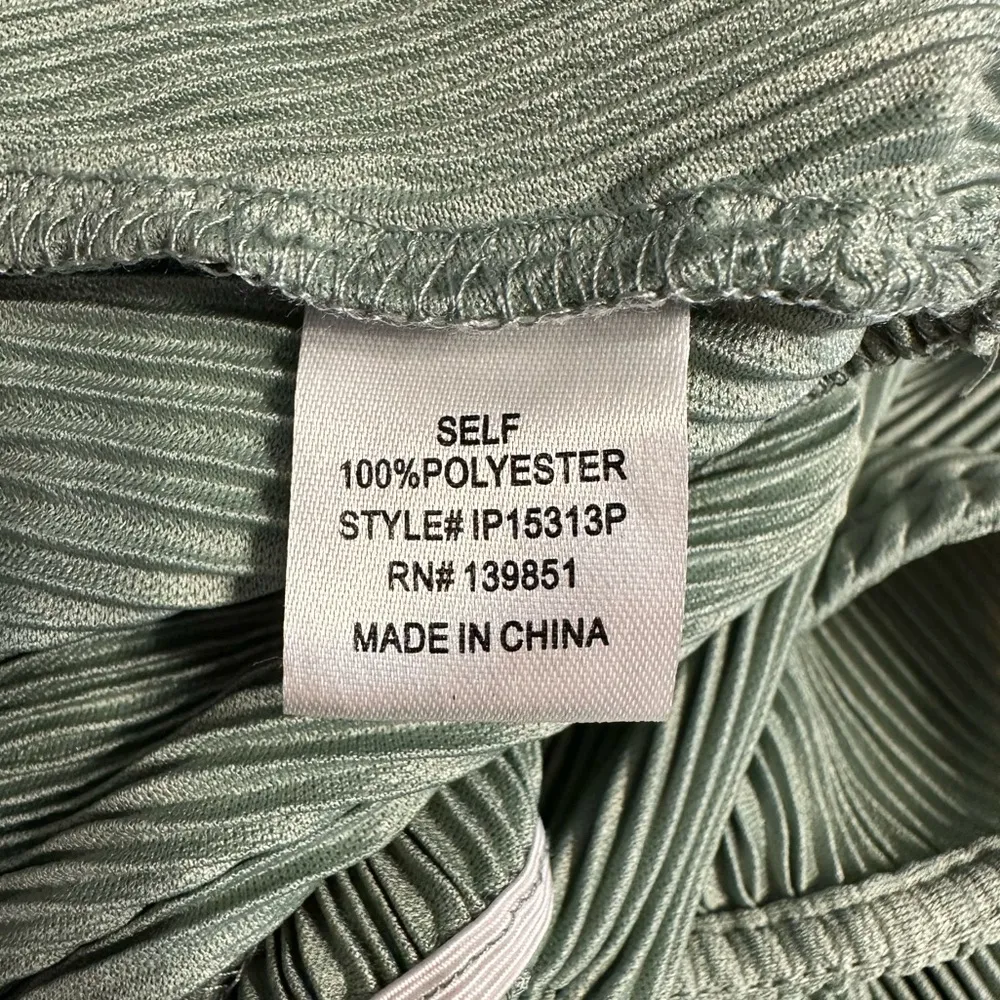 SELF
100%POLYESTER
STYLE# IP15313P
RN# 139851
MADE IN CHINA